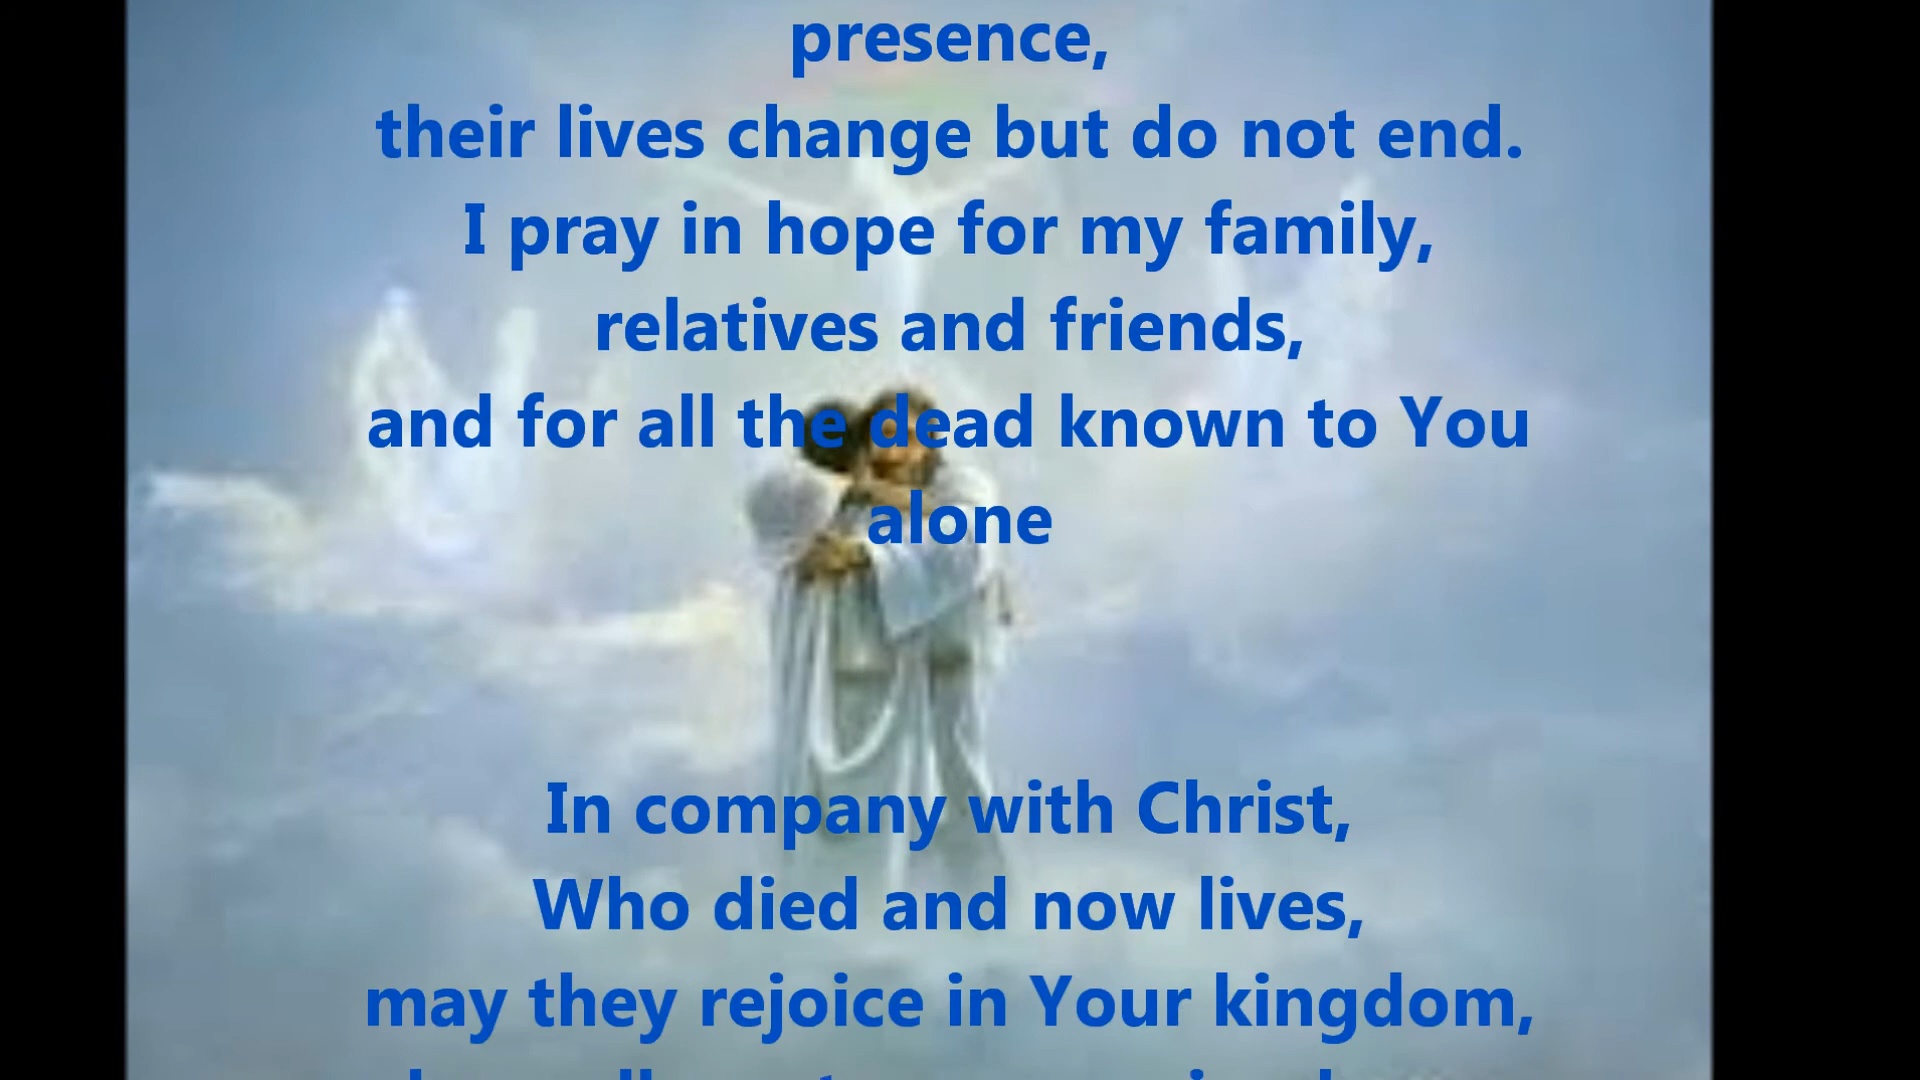 presence,
their lives change but do not end.
I pray in hope for my family,
relatives and friends,
and for all the dead known to You
alone
In company with Christ,
Who died and now lives,
may they rejoice in Your kingdom,